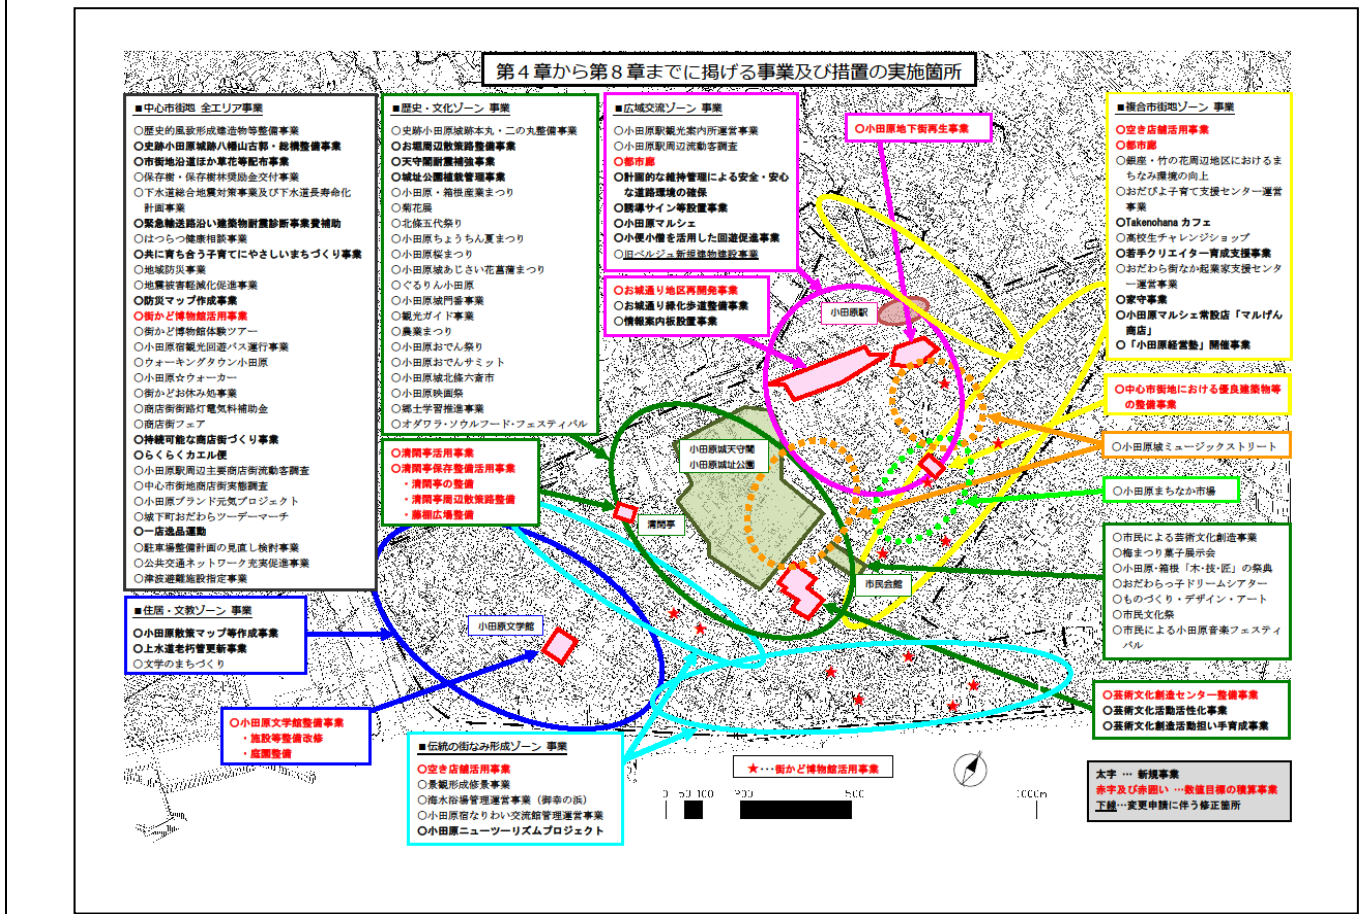 第4章から第8章までに掲げる事業及び措置の実施箇所
■中心市街地 全エリア事業
○歴史的風致形成建造物等整備事業
○史跡小田原城跡八幡山古郭・総構整備事業
○市街地沿道ほか草花等配布事業
○保存樹・保存樹林奨励金交付事業
○下水道総合地震対策事業及び下水道長寿命化
計画事業
○緊急輸送路沿い建築物耐震診断事業費補助
○はつらつ健康相談事業
○共に育ち合う子育てにやさしいまちづくり事業
○地域防災事業
○地震被害軽減化促進事業
○防災マップ作成事業
○街かど博物館活用事業
○街かど博物館体験ツアー
○小田原宿観光回遊バス運行事業
○ウォーキングタウン小田原
○小田原☆ウォーカー
○街かどお休み処事業
○商店街街路灯電気料補助金
○商店街フェア
○持続可能な商店街づくり事業
○らくらくカエル便
○小田原駅周辺主要商店街流動客調査
○中心市街地商店街実態調査
○小田原ブランド元気プロジェクト
○城下町おだわらツーデーマーチ
○一店逸品運動
○駐車場整備計画の見直し検討事業
○公共交通ネットワーク充実促進事業
○津波避難施設指定事業
■歴史・文化ゾーン 事業
○史跡小田原城跡本丸・二の丸整備事業
○お堀周辺散策路整備事業
○天守閣耐震補強事業
○城址公園植栽管理事業
○小田原・箱根産業まつり
○菊花展
○北條五代祭り
○小田原ちょうちん夏まつり
○小田原桜まつり
○小田原城あじさい花菖蒲まつり
○ぐるりん小田原
○小田原城門番事業
○観光ガイド事業
○農業まつり
○小田原おでん祭り
○小田原おでんサミット
○小田原城北條六斎市
○小田原映画祭
○郷土学習推進事業
○オダワラ・ソウルフード・フェスティバル
○清閑亭活用事業
○清閑亭保存整備活用事業
・清閑亭の整備
・清閑亭周辺散策路整備
・藤棚広場整備
■広域交流ゾーン 事業
○小田原駅観光案内所運営事業
○小田原駅周辺流動客調査
○都市廊
○計画的な維持管理による安全・安心
な道路環境の確保
○誘導サイン等設置事業
○小田原マルシェ
○小便小僧を活用した回遊促進事業
○旧ベルジュ新規建物建設事業
○お城通り地区再開発事業
○お城通り緑化歩道整備事業
○情報案内板設置事業
○小田原地下街再生事業
■複合市街地ゾーン 事業
○空き店舗活用事業
○都市廊
○銀座・竹の花周辺地区におけるま
ちなみ環境の向上
○おだぴよ子育て支援センター運営
事業
○Takenohana カフェ
○高校生チャレンジショップ
○若手クリエイター育成支援事業
○おだわら街なか起業家支援センタ
ー運営事業
○家守事業
○小田原マルシェ常設店「マルげん
商店」
○「小田原経営塾」開催事業
○中心市街地における優良建築物等
の整備事業
○小田原城ミュージックストリート
○小田原まちなか市場
○市民による芸術文化創造事業
○梅まつり菓子展示会
○小田原・箱根「木・技・匠」の祭典
○おだわらっ子ドリームシアター
○ものづくり・デザイン・アート
○市民文化祭
○市民による小田原音楽フェスティ
バル
○芸術文化創造センター整備事業
○芸術文化活動活性化事業
○芸術文化創造活動担い手育成事業
小田原駅
小田原城天守閣
小田原城址公園
清閑亭
市民会館
小田原文学館
■住居・文教ゾーン 事業
○小田原散策マップ等作成事業
○上水道老朽管更新事業
○文学のまちづくり
○小田原文学館整備事業
・施設等整備改修
・庭園整備
■伝統の街なみ形成ゾーン 事業
○空き店舗活用事業
○景観形成修景事業
○海水浴場管理運営事業(御幸の浜)
○小田原宿なりわい交流館管理運営事業
○小田原ニューツーリズムプロジェクト
★…街かど博物館活用事業
0 50 100 200 500 1000m
太字 … 新規事業
赤字及び赤囲い …数値目標の積算事業
下線…変更申請に伴う修正箇所